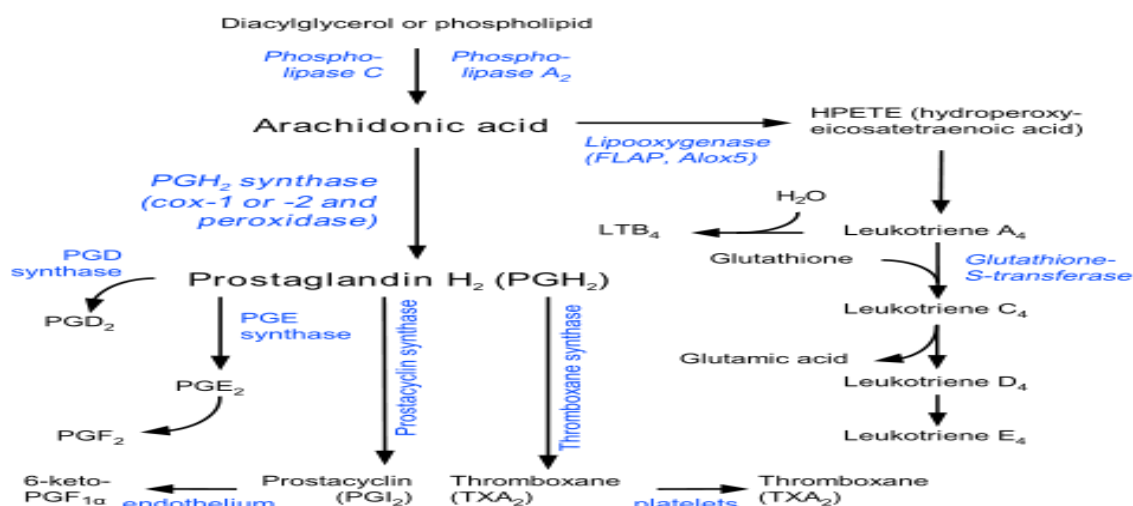 Diacylglycerol or phospholipid
Phospho-
lipase C
Phospho-
lipase A₂
Arachidonic acid
Lipooxygenase
(FLAP, Alox5)
HPETE (hydroperoxy-
eicosatetraenoic acid)
PGH₂ synthase
(cox-1 or -2 and
peroxidase)
H₂O
LTB₄
Leukotriene A₄
Glutathione
Glutathione-
S-transferase
PGD
synthase
Prostaglandin H₂ (PGH₂)
Leukotriene C₄
PGD₂
PGE
synthase
Prostacyclin synthase
Thromboxane synthase
Glutamic acid
Leukotriene D₄
PGE₂
PGF₂
Leukotriene E₄
6-keto-
PGF₁α
endothelium
Prostacyclin
(PGI₂)
Thromboxane
(TXA₂)
platelets
Thromboxane
(TXA₂)